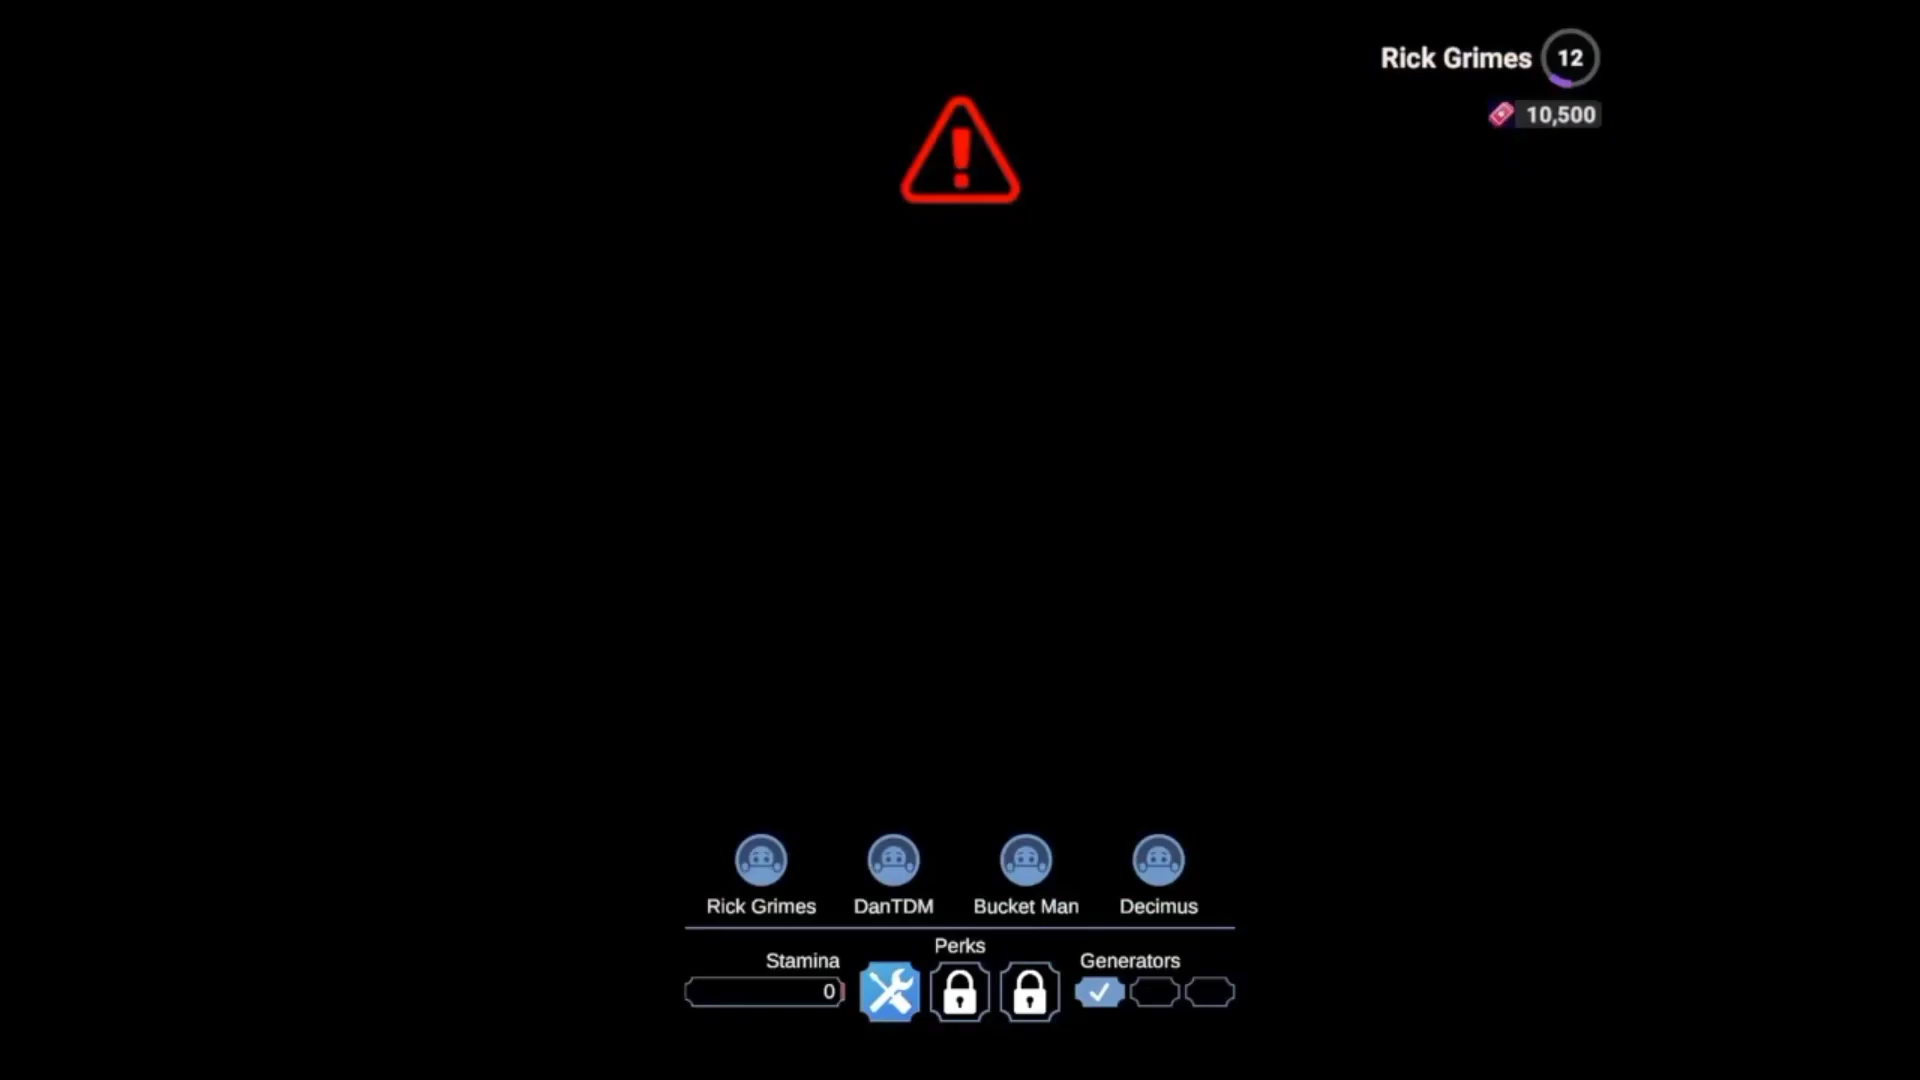 Rick Grimes 12
10,500
Rick Grimes DanTDM Bucket Man Decimus
Stamina Perks Generators
0